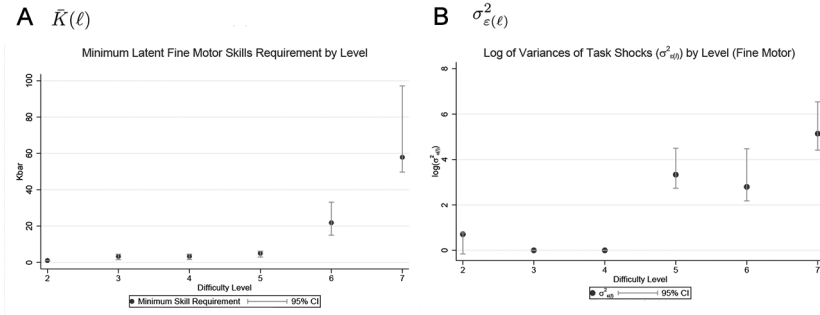 A K̄(ℓ)
Minimum Latent Fine Motor Skills Requirement by Level
Kbar
100
80
60
40
20
0
2 3 4 5 6 7
Difficulty Level
Minimum Skill Requirement 95% CI
B σ²ε(ℓ)
Log of Variances of Task Shocks (σ²ε(l)) by Level (Fine Motor)
log(σ²ε(l))
8
6
4
2
0
2 3 4 5 6 7
Difficulty Level
σ²ε(l) 95% CI